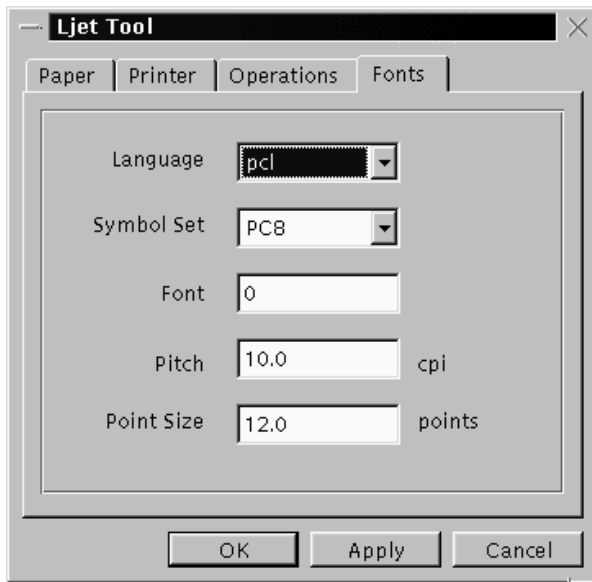 Ljet Tool
Paper Printer Operations Fonts
Language pcl
Symbol Set PC8
Font 0
Pitch 10.0 cpi
Point Size 12.0 points
OK Apply Cancel